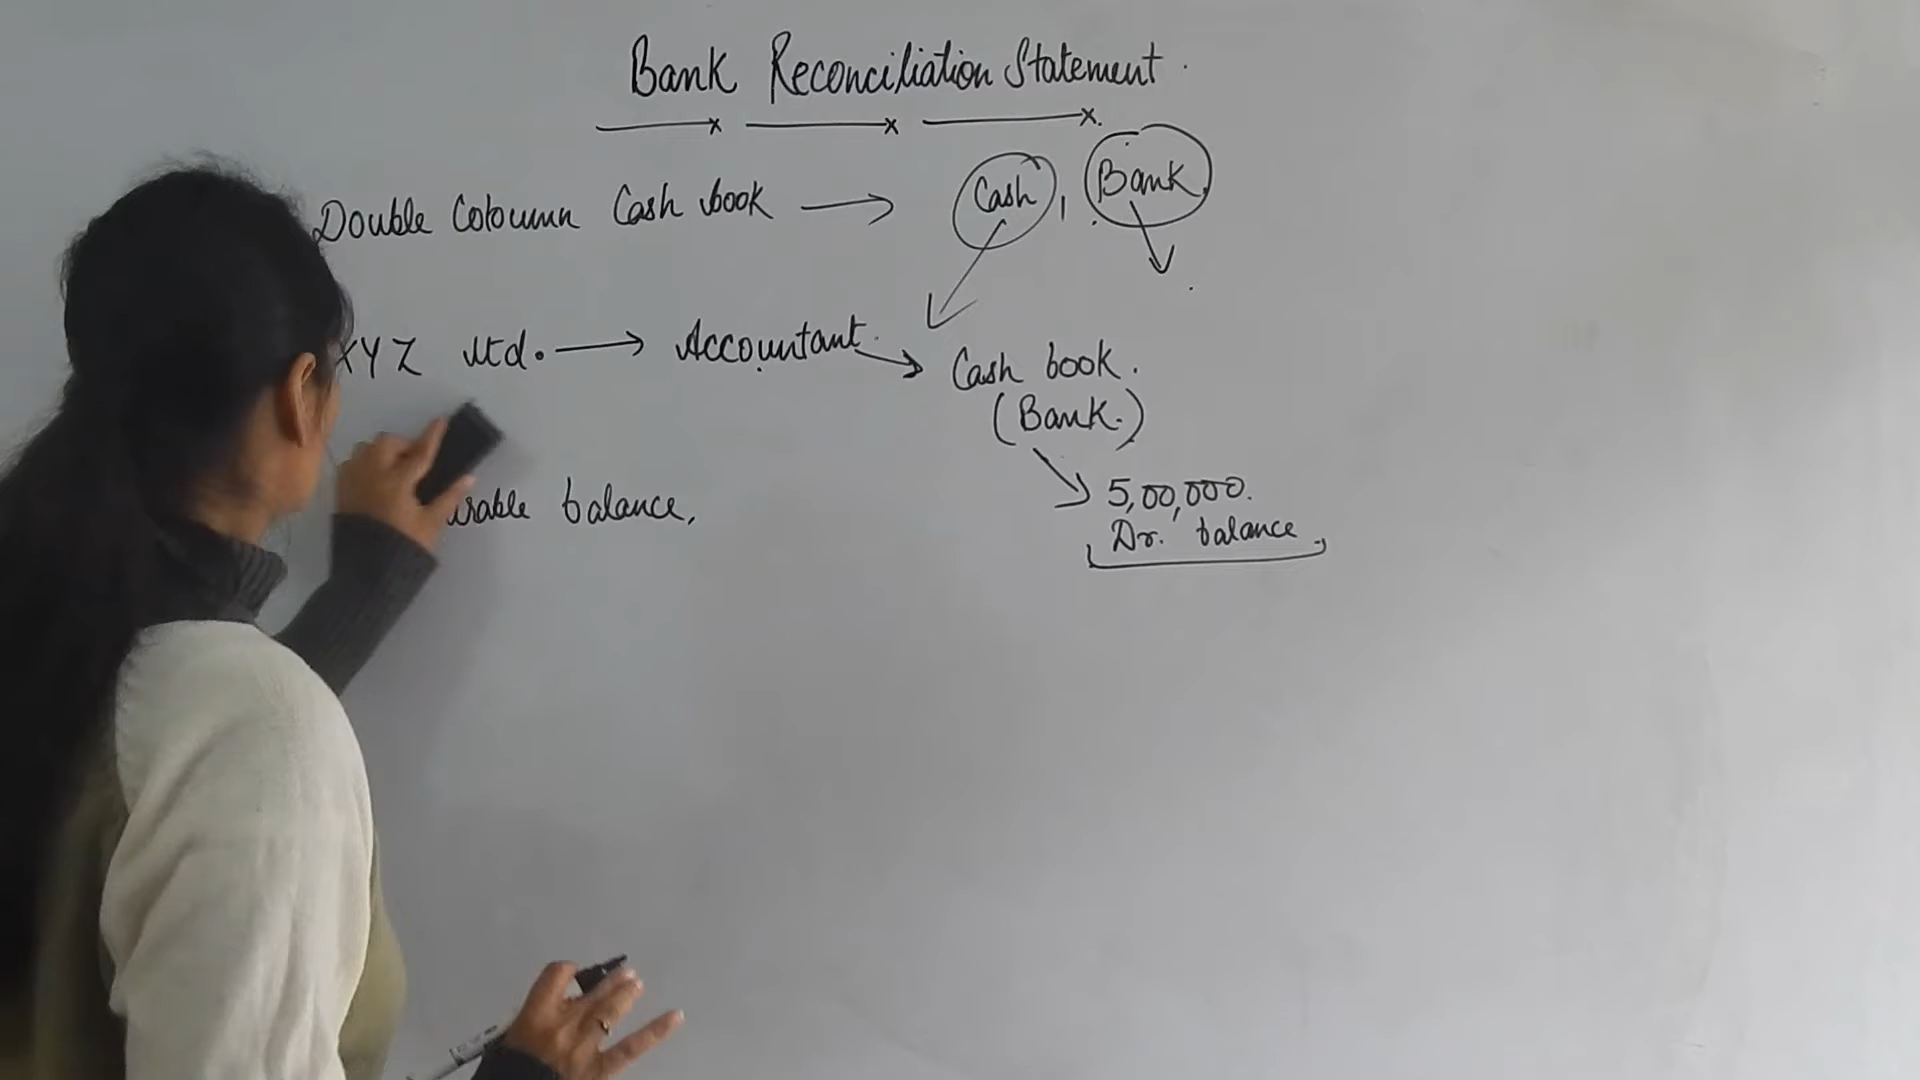 Bank Reconciliation Statement.
Double Coloumn Cash book → Cash, Bank
XYZ Ltd. → Accountant. → Cash book.
(Bank.)
5,00,000.
balance,
Dr. balance.